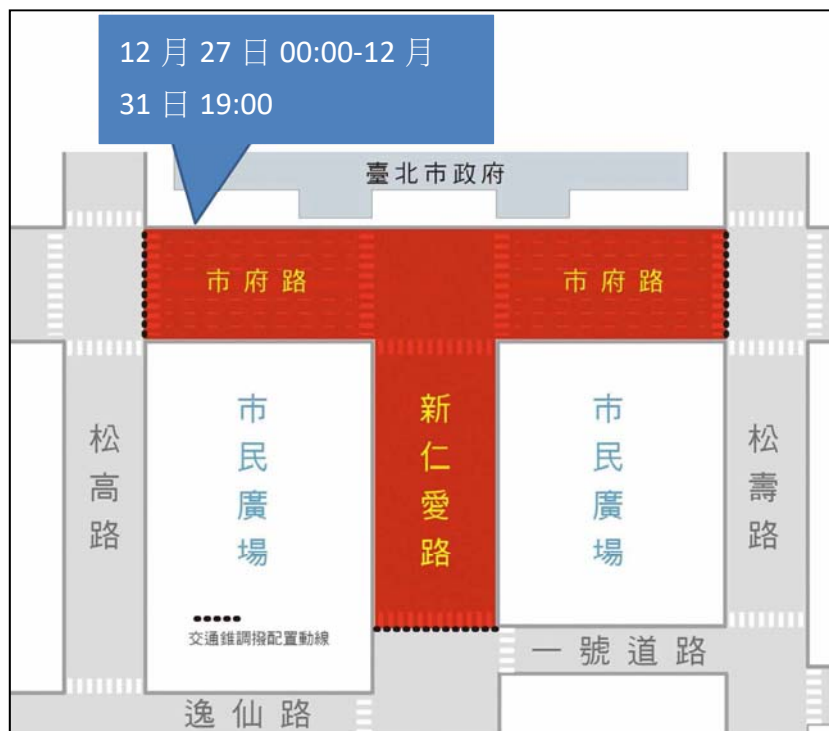 12 月 27 日 00:00-12 月
31 日 19:00
臺北市政府
市府路
市府路
松高路
市民廣場
新仁愛路
市民廣場
松壽路
交通錐調撥配置動線
一號道路
逸仙路